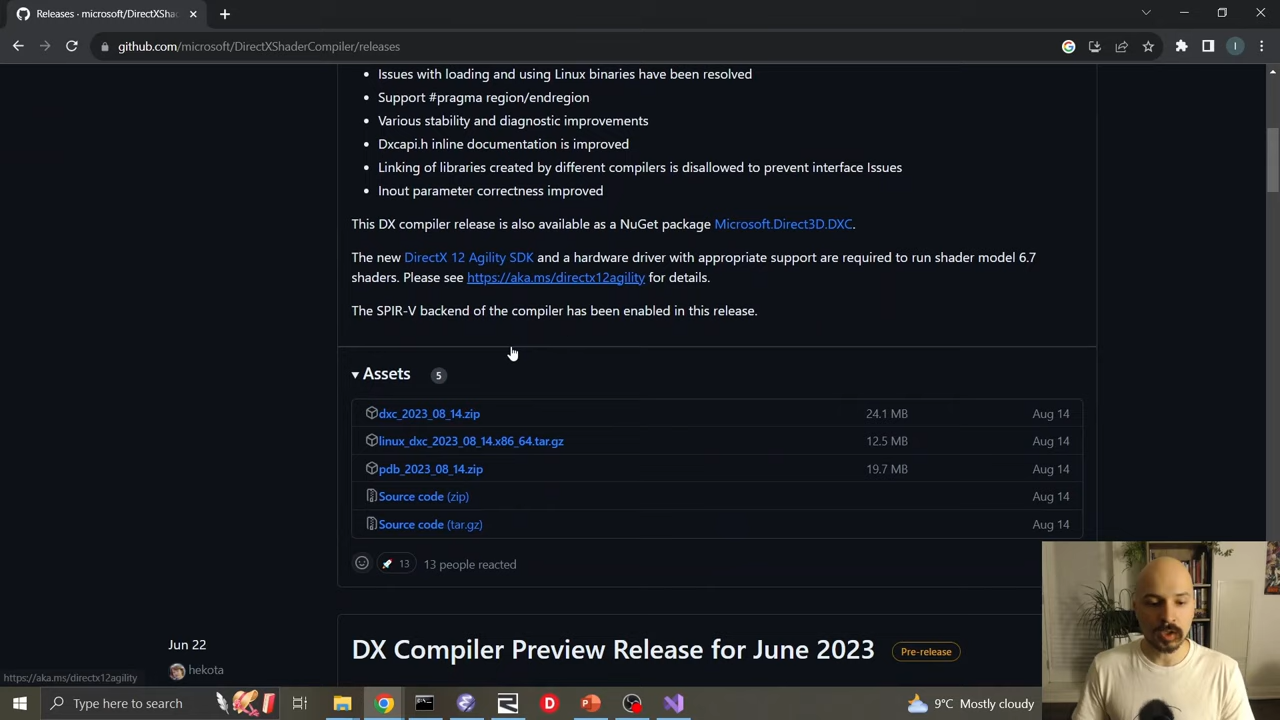 Releases · microsoft/DirectXSha
github.com/microsoft/DirectXShaderCompiler/releases
I
Issues with loading and using Linux binaries have been resolved
Support #pragma region/endregion
Various stability and diagnostic improvements
Dxcapi.h inline documentation is improved
Linking of libraries created by different compilers is disallowed to prevent interface Issues
Inout parameter correctness improved
This DX compiler release is also available as a NuGet package Microsoft.Direct3D.DXC.
The new DirectX 12 Agility SDK and a hardware driver with appropriate support are required to run shader model 6.7
shaders. Please see https://aka.ms/directx12agility for details.
The SPIR-V backend of the compiler has been enabled in this release.
Assets 5
dxc_2023_08_14.zip 24.1 MB Aug 14
linux_dxc_2023_08_14.x86_64.tar.gz 12.5 MB Aug 14
pdb_2023_08_14.zip 19.7 MB Aug 14
Source code (zip) Aug 14
Source code (tar.gz) Aug 14
13 13 people reacted
Jun 22
hekota
DX Compiler Preview Release for June 2023 Pre-release
https://aka.ms/directx12agility
Type here to search
D
9°C Mostly cloudy